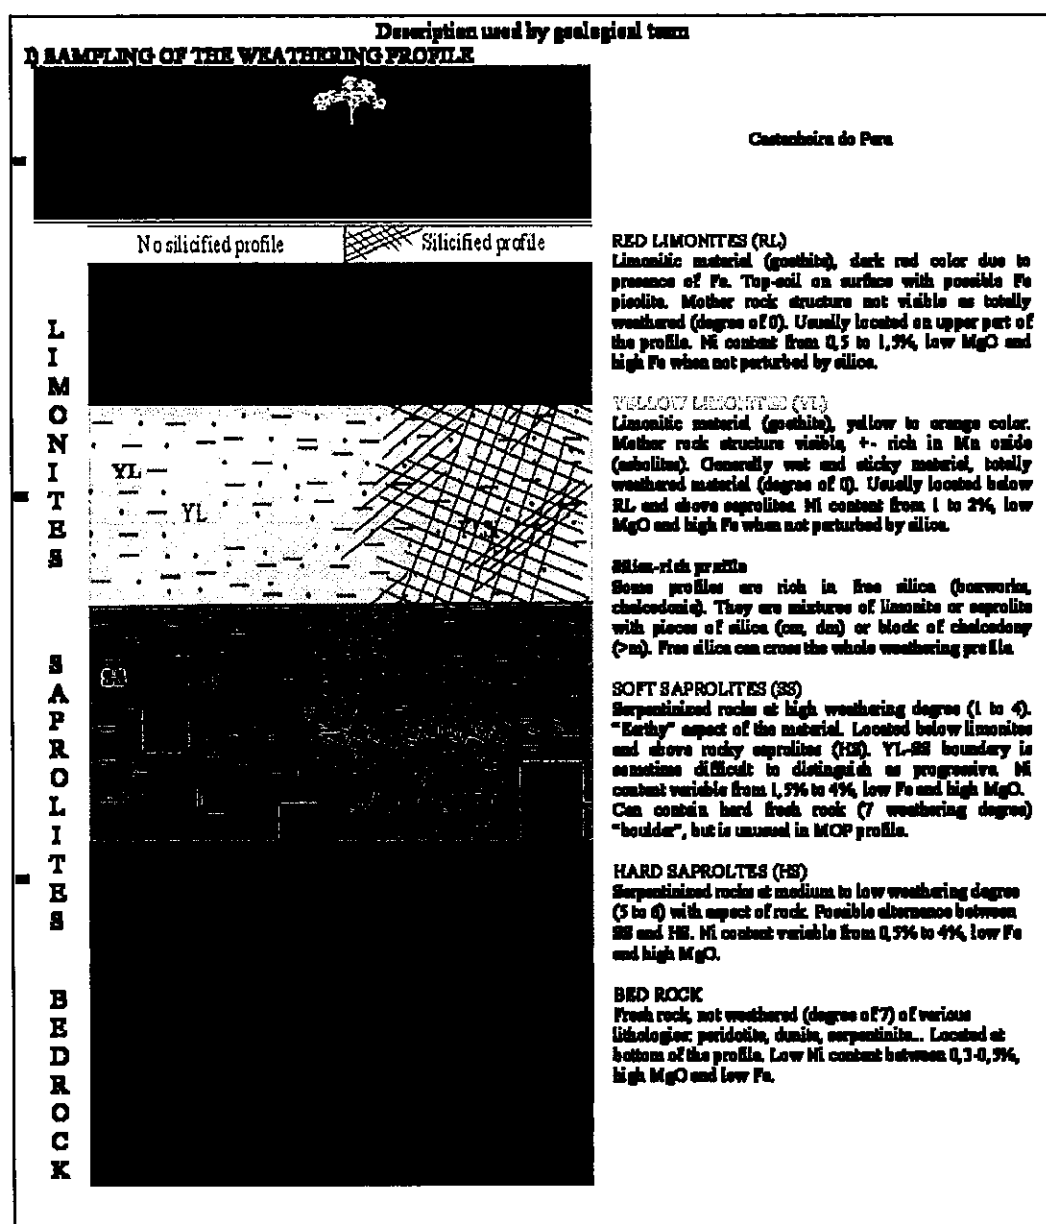 Description used by geological team
I) SAMPLING OF THE WEATHERING PROFILE
Castanheira do Para
No silicified profile
Silicified profile
LIMONITES
YL
YL
SAPROLITES
SS
BEDROCK
RED LIMONITES (RL)
Limonitic material (goethite), dark red color due to
presence of Fe. Top-soil on surface with possible Fe
pisolite. Mother rock structure not visible as totally
weathered (degree of 0). Usually located on upper part of
the profile. Ni content from 0,5 to 1,5%, low MgO and
high Fe when not perturbed by silica.
YELLOW LIMONITES (YL)
Limonitic material (goethite), yellow to orange color.
Mother rock structure visible, +- rich in Mn oxide
(asbolites). Generally wet and sticky material, totally
weathered material (degree of 0). Usually located below
RL and above saprolites. Ni content from 1 to 2%, low
MgO and high Fe when not perturbed by silica.
Silica-rich profile
Some profiles are rich in free silica (boxworks,
chalcedonie). They are mixtures of limonite or saprolite
with pieces of silica (cm, dm) or block of chalcedony
(>m). Free silica can cross the whole weathering profile.
SOFT SAPROLITES (SS)
Serpentinized rocks at high weathering degree (1 to 4).
"Earthy" aspect of the material. Located below limonites
and above rocky saprolites (HS). YL-SS boundary is
sometime difficult to distinguish as progressive. Ni
content variable from 1,5% to 4%, low Fe and high MgO.
Can contain hard fresh rock (7 weathering degree)
"boulder", but is unusual in MOP profile.
HARD SAPROLTES (HS)
Serpentinized rocks at medium to low weathering degree
(5 to 6) with aspect of rock. Possible alternance between
SS and HS. Ni content variable from 0,5% to 4%, low Fe
and high MgO.
BED ROCK
Fresh rock, not weathered (degree of 7) of various
lithologies: peridotite, dunite, serpentinite... Located at
bottom of the profile. Low Ni content between 0,3-0,5%,
high MgO and low Fe.